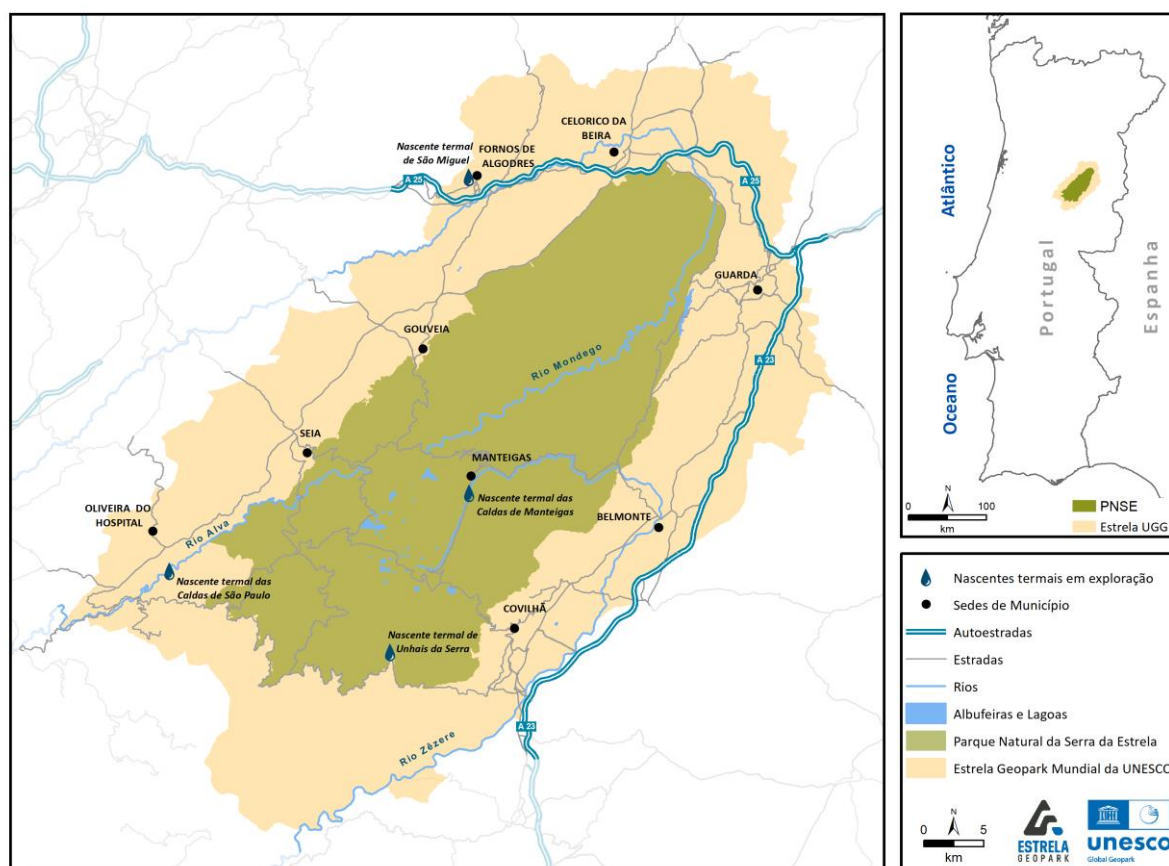 CELORICO DA
BEIRA
Nascente termal
de São Miguel
FORNOS DE
ALGODRES
A 25
A 25
GUARDA
GOUVEIA
Rio Mondego
A 23
SEIA
MANTEIGAS
Nascente termal das
Caldas de Manteigas
OLIVEIRA DO
HOSPITAL
Rio Alva
BELMONTE
Nascente termal das
Caldas de São Paulo
COVILHÃ
Nascente termal de
Unhais da Serra
A 23
Rio Zêzere
Oceano
Atlântico
Portugal
Espanha
N
0 100
km
PNSE
Estrela UGG
Nascentes termais em exploração
Sedes de Município
Autoestradas
Estradas
Rios
Albufeiras e Lagoas
Parque Natural da Serra da Estrela
Estrela Geopark Mundial da UNESCO
N
0 5
km
ESTRELA
GEOPARK
unesco
Global Geopark